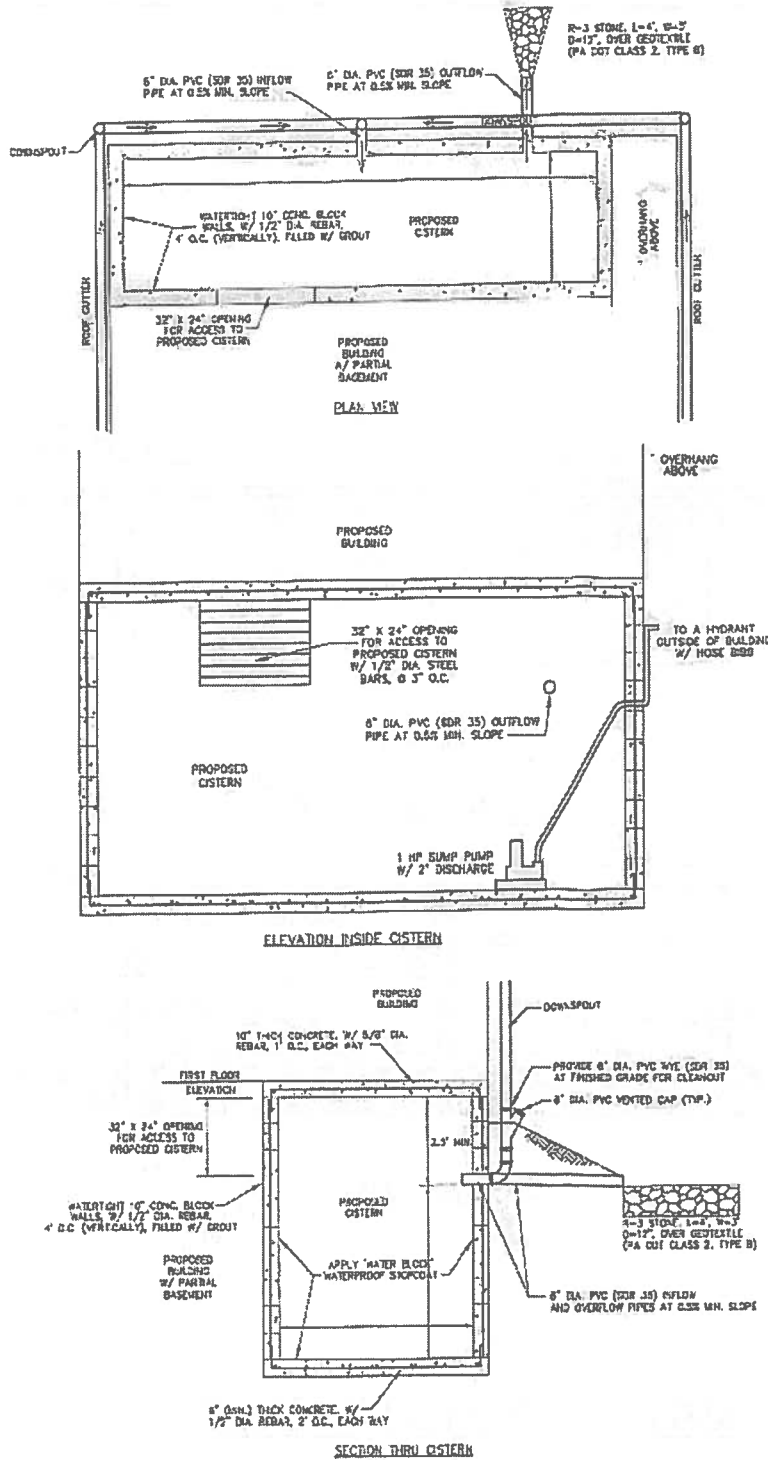 R-3 STONE, L=4', W=3'
D=12", OVER GEOTEXTILE
(PA DOT CLASS 2, TYPE B)
6" DIA. PVC (SDR 35) INFLOW
PIPE AT 0.5% MIN. SLOPE
6" DIA. PVC (SDR 35) OUTFLOW
PIPE AT 0.5% MIN. SLOPE
DOWNSPOUT
WATERTIGHT 10" CONC. BLOCK
WALLS, W/ 1/2" DIA. REBAR,
4' O.C. (VERTICALLY), FILLED W/ GROUT
PROPOSED
CISTERN
OVERHANG
ABOVE
ROOF GUTTER
ROOF GUTTER
32" X 24" OPENING
FOR ACCESS TO
PROPOSED CISTERN
PROPOSED
BUILDING
W/ PARTIAL
BASEMENT
PLAN VIEW
OVERHANG
ABOVE
PROPOSED
BUILDING
32" X 24" OPENING
FOR ACCESS TO
PROPOSED CISTERN
W/ 1/2" DIA. STEEL
BARS, @ 3" O.C.
TO A HYDRANT
OUTSIDE OF BUILDING
W/ HOSE BIBB
6" DIA. PVC (SDR 35) OUTFLOW
PIPE AT 0.5% MIN. SLOPE
PROPOSED
CISTERN
1 HP SUMP PUMP
W/ 2" DISCHARGE
ELEVATION INSIDE CISTERN
PROPOSED
BUILDING
DOWNSPOUT
10" THICK CONCRETE, W/ 5/8" DIA.
REBAR, 1' O.C., EACH WAY
FIRST FLOOR
ELEVATION
PROVIDE 6" DIA. PVC WYE (SDR 35)
AT FINISHED GRADE FOR CLEANOUT
6" DIA. PVC VENTED CAP (TYP.)
32" X 24" OPENING
FOR ACCESS TO
PROPOSED CISTERN
2.5' MIN.
PROPOSED
CISTERN
WATERTIGHT 10" CONC. BLOCK
WALLS, W/ 1/2" DIA. REBAR,
4' O.C. (VERTICALLY), FILLED W/ GROUT
R-3 STONE, L=4', W=3'
D=12", OVER GEOTEXTILE
(PA DOT CLASS 2, TYPE B)
PROPOSED
BUILDING
W/ PARTIAL
BASEMENT
APPLY "WATER BLOCK"
WATERPROOF STOPCOAT
6" DIA. PVC (SDR 35) INFLOW
AND OVERFLOW PIPES AT 0.5% MIN. SLOPE
6" (MIN.) THICK CONCRETE, W/
1/2" DIA. REBAR, 2' O.C., EACH WAY
SECTION THRU CISTERN